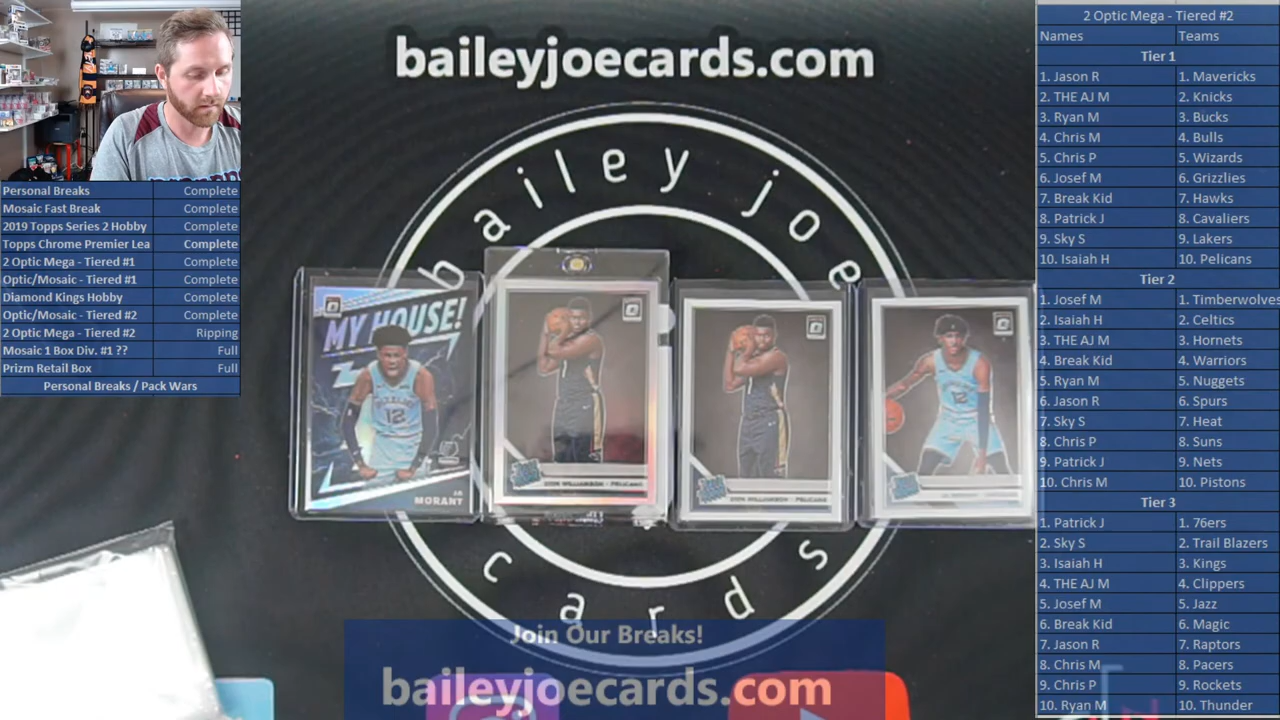 baileyjoecards.com
bailey joe
cards
Personal Breaks Complete
Mosaic Fast Break Complete
2019 Topps Series 2 Hobby Complete
Topps Chrome Premier Lea Complete
2 Optic Mega - Tiered #1 Complete
Optic/Mosaic - Tiered #1 Complete
Diamond Kings Hobby Complete
Optic/Mosaic - Tiered #2 Complete
2 Optic Mega - Tiered #2 Ripping
Mosaic 1 Box Div. #1 ?? Full
Prizm Retail Box Full
Personal Breaks / Pack Wars
MY HOUSE!
12
JA
MORANT
ZION WILLIAMSON - PELICANS
ZION WILLIAMSON - PELICANS
12
Join Our Breaks!
baileyjoecards.com
2 Optic Mega - Tiered #2
Names Teams
Tier 1
1. Jason R 1. Mavericks
2. THE AJ M 2. Knicks
3. Ryan M 3. Bucks
4. Chris M 4. Bulls
5. Chris P 5. Wizards
6. Josef M 6. Grizzlies
7. Break Kid 7. Hawks
8. Patrick J 8. Cavaliers
9. Sky S 9. Lakers
10. Isaiah H 10. Pelicans
Tier 2
1. Josef M 1. Timberwolves
2. Isaiah H 2. Celtics
3. THE AJ M 3. Hornets
4. Break Kid 4. Warriors
5. Ryan M 5. Nuggets
6. Jason R 6. Spurs
7. Sky S 7. Heat
8. Chris P 8. Suns
9. Patrick J 9. Nets
10. Chris M 10. Pistons
Tier 3
1. Patrick J 1. 76ers
2. Sky S 2. Trail Blazers
3. Isaiah H 3. Kings
4. THE AJ M 4. Clippers
5. Josef M 5. Jazz
6. Break Kid 6. Magic
7. Jason R 7. Raptors
8. Chris M 8. Pacers
9. Chris P 9. Rockets
10. Ryan M 10. Thunder